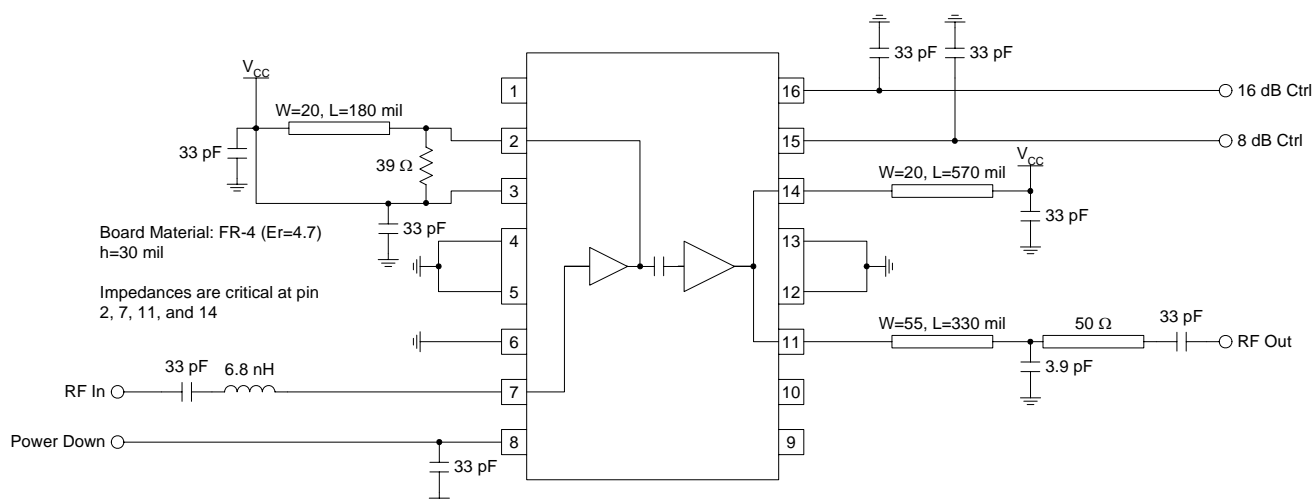 33 pF
33 pF
V_CC
1
16
16 dB Ctrl
W=20, L=180 mil
2
15
8 dB Ctrl
33 pF
39 Ω
V_CC
W=20, L=570 mil
3
14
33 pF
33 pF
Board Material: FR-4 (Er=4.7)
h=30 mil
4
13
Impedances are critical at pin
2, 7, 11, and 14
5
12
33 pF
W=55, L=330 mil
50 Ω
6
11
RF Out
3.9 pF
33 pF
6.8 nH
RF In
7
10
Power Down
8
9
33 pF